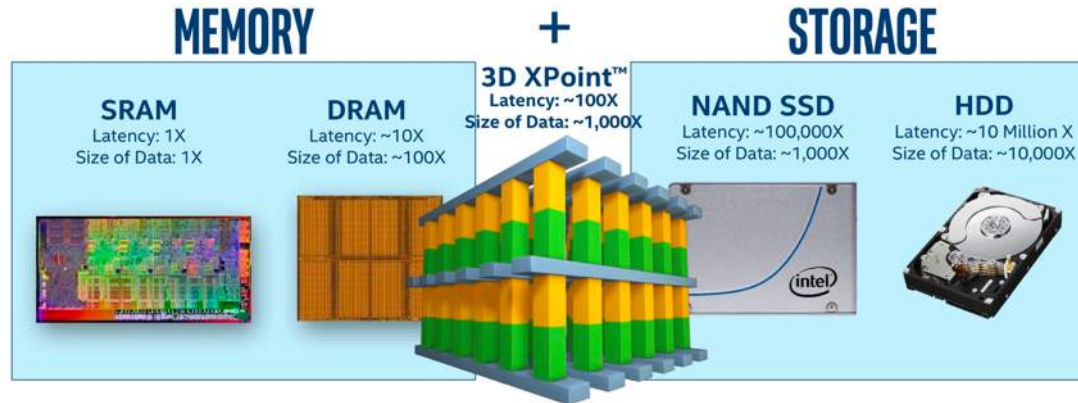 MEMORY
+
STORAGE
SRAM
Latency: 1X
Size of Data: 1X
DRAM
Latency: ~10X
Size of Data: ~100X
3D XPoint™
Latency: ~100X
Size of Data: ~1,000X
NAND SSD
Latency: ~100,000X
Size of Data: ~1,000X
HDD
Latency: ~10 Million X
Size of Data: ~10,000X
intel